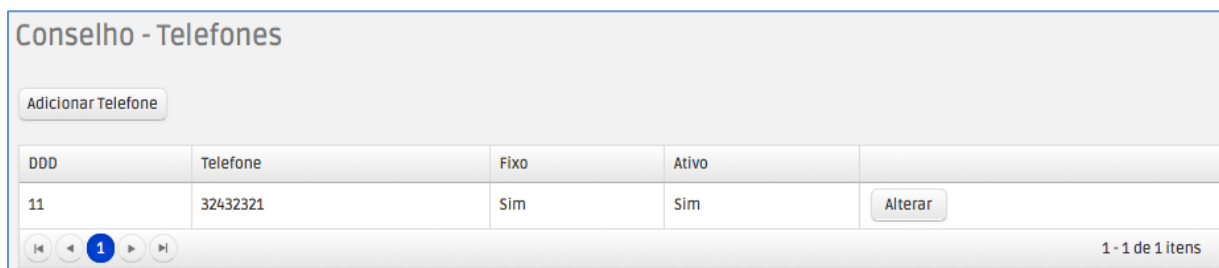 Conselho - Telefones
Adicionar Telefone
DDD Telefone Fixo Ativo
11 32432321 Sim Sim Alterar
1 1 - 1 de 1 itens